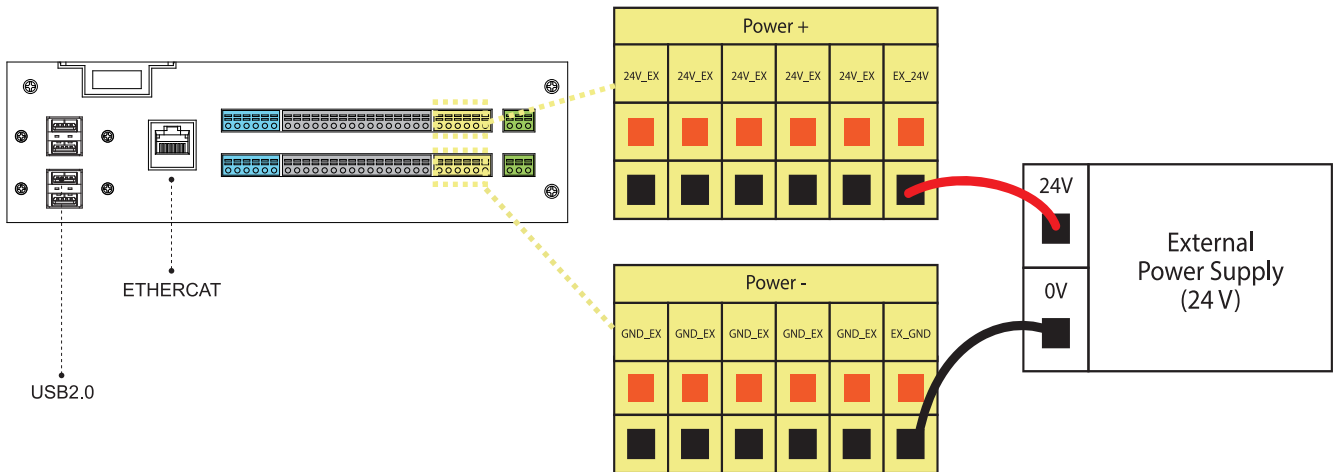 Power +
24V_EX 24V_EX 24V_EX 24V_EX 24V_EX EX_24V
24V
External
Power Supply
(24 V)
0V
Power -
GND_EX GND_EX GND_EX GND_EX GND_EX EX_GND
ETHERCAT
USB2.0